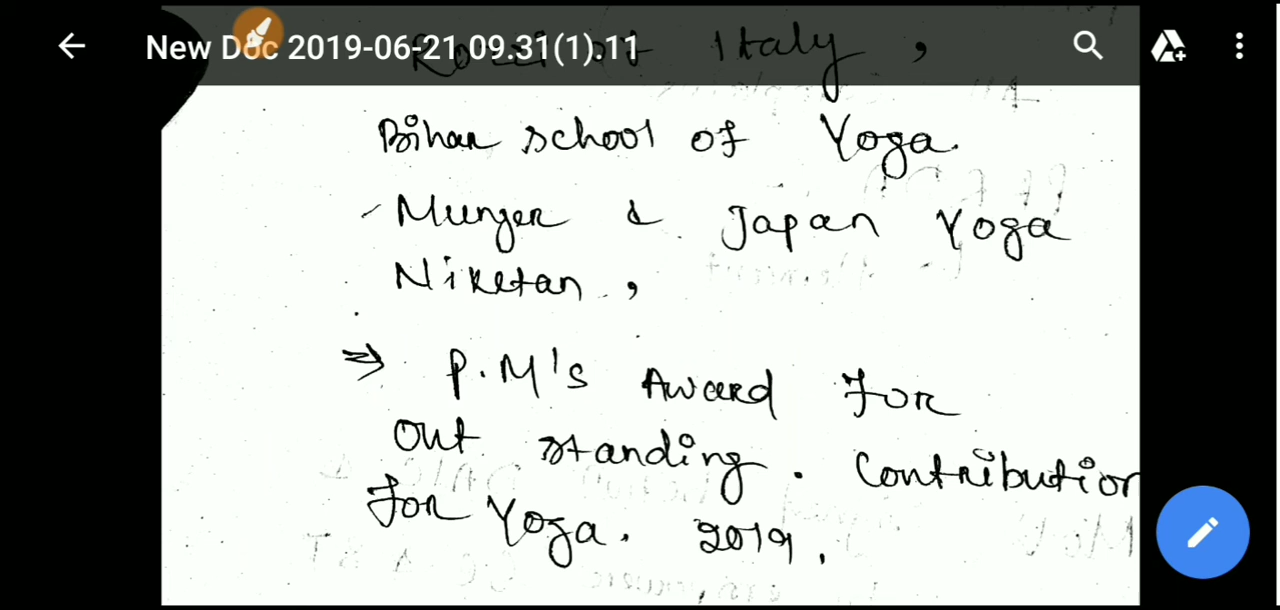 New Doc 2019-06-21 09.31(1).11
Italy,
Bihar school of Yoga.
Munger & Japan Yoga
Niketan,
⇒ P.M's Award For
out standing. Contribution
For Yoga. 2019.